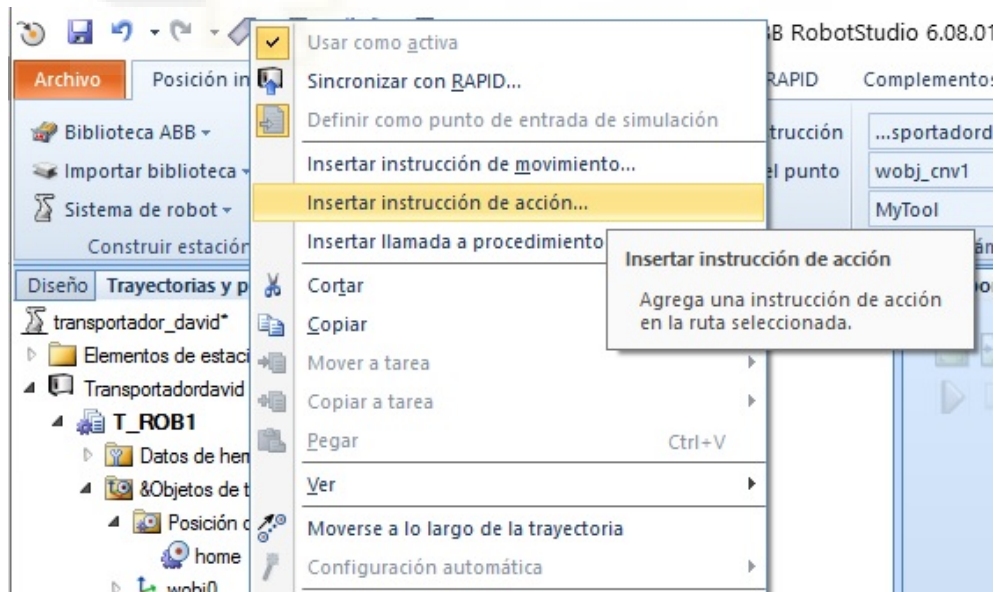 BB RobotStudio 6.08.01
Archivo Posición in RAPID Complementos
Usar como activa
Sincronizar con RAPID...
Definir como punto de entrada de simulación
Insertar instrucción de movimiento...
Insertar instrucción de acción...
Insertar llamada a procedimiento
Cortar
Copiar
Mover a tarea
Copiar a tarea
Pegar Ctrl+V
Ver
Moverse a lo largo de la trayectoria
Configuración automática
Insertar instrucción de acción
Agrega una instrucción de acción
en la ruta seleccionada.
Biblioteca ABB
Importar biblioteca
Sistema de robot
Construir estación
trucción ...sportadord
el punto wobj_cnv1
MyTool
Diseño Trayectorias y p
transportador_david*
Elementos de estaci
Transportadordavid
T_ROB1
Datos de hen
&Objetos de t
Posición d
home
wobj0